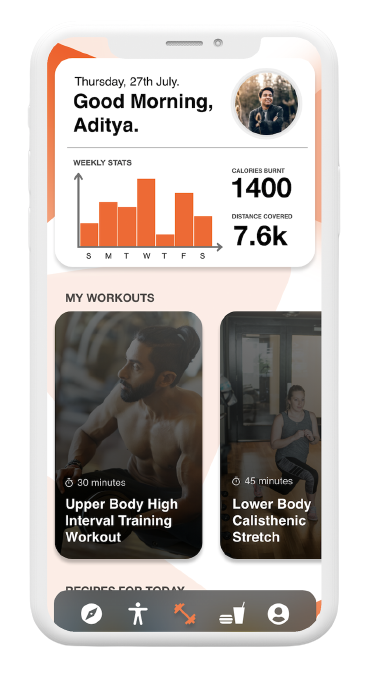 Thursday, 27th July.
Good Morning,
Aditya.
WEEKLY STATS
CALORIES BURNT
1400
DISTANCE COVERED
7.6k
S M T W T F S
MY WORKOUTS
30 minutes
Upper Body High
Interval Training
Workout
45 minutes
Lower Body
Calisthenic
Stretch
RECIPES FOR TODAY